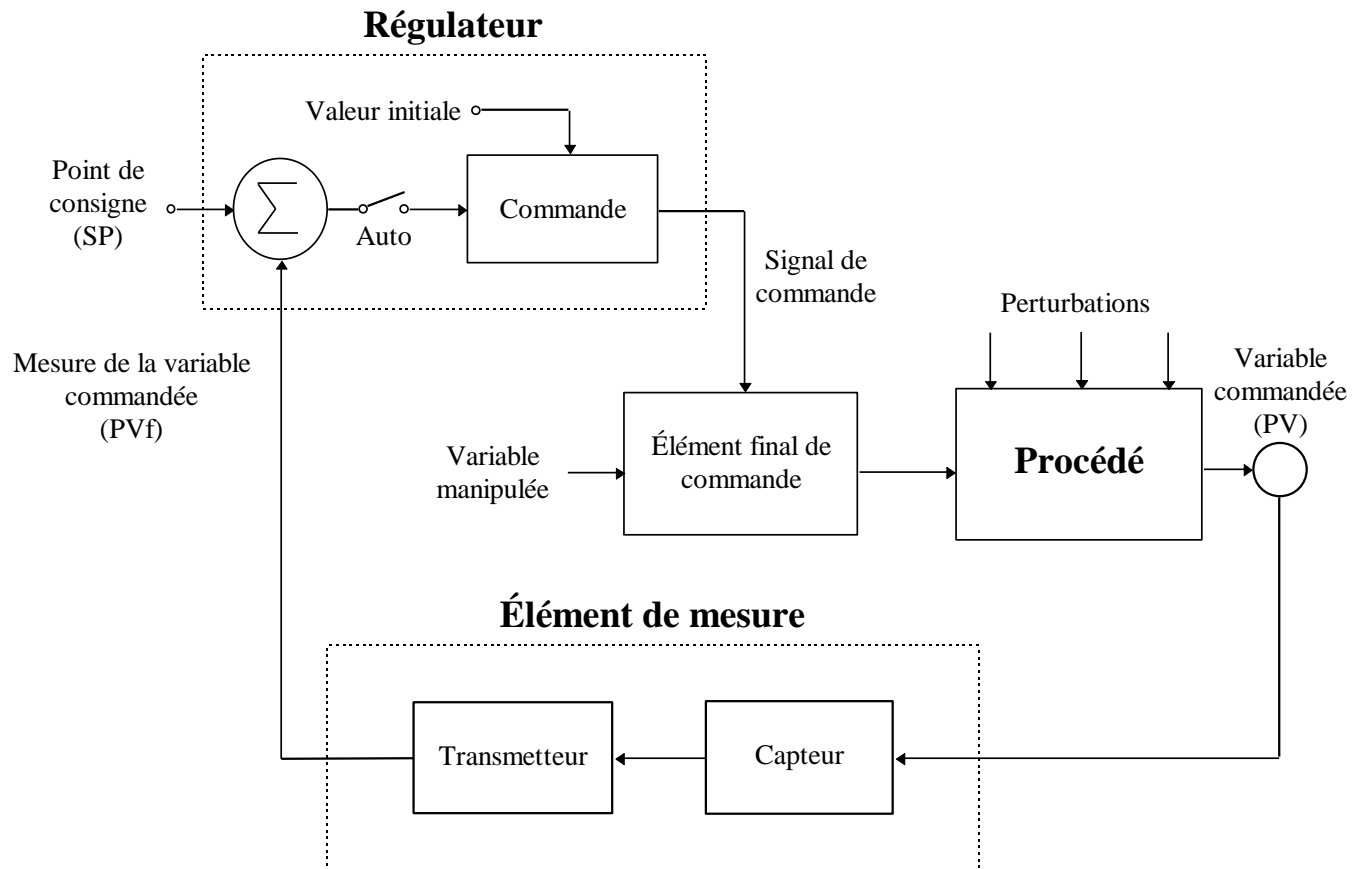 Régulateur
Valeur initiale
Point de
consigne
(SP)
Σ
Auto
Commande
Signal de
commande
Perturbations
Mesure de la variable
commandée
(PVf)
Variable
commandée
(PV)
Variable
manipulée
Élément final de
commande
Procédé
Élément de mesure
Transmetteur
Capteur